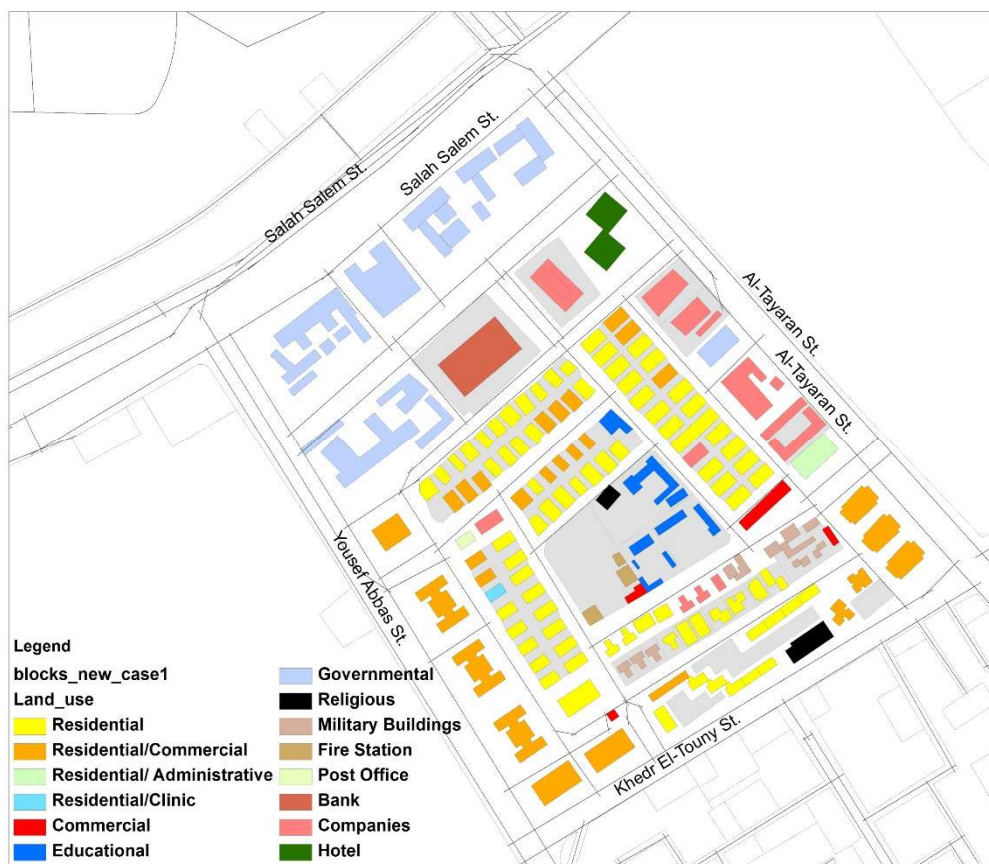 Salah Salem St.
Salah Salem St.
Al-Tayaran St.
Al-Tayaran St.
Yousef Abbas St.
Khedr El-Touny St.
Legend
blocks_new_case1
Land_use
Residential
Residential/Commercial
Residential/ Administrative
Residential/Clinic
Commercial
Educational
Governmental
Religious
Military Buildings
Fire Station
Post Office
Bank
Companies
Hotel